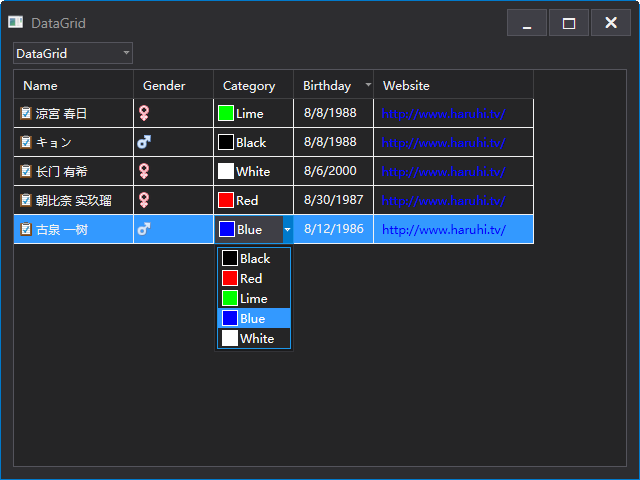 DataGrid
DataGrid
Name Gender Category Birthday Website
涼宮 春日 Lime 8/8/1988 http://www.haruhi.tv/
キョン Black 8/8/1988 http://www.haruhi.tv/
长门 有希 White 8/6/2000 http://www.haruhi.tv/
朝比奈 实玖瑠 Red 8/30/1987 http://www.haruhi.tv/
古泉 一树 Blue 8/12/1986 http://www.haruhi.tv/
Black
Red
Lime
Blue
White